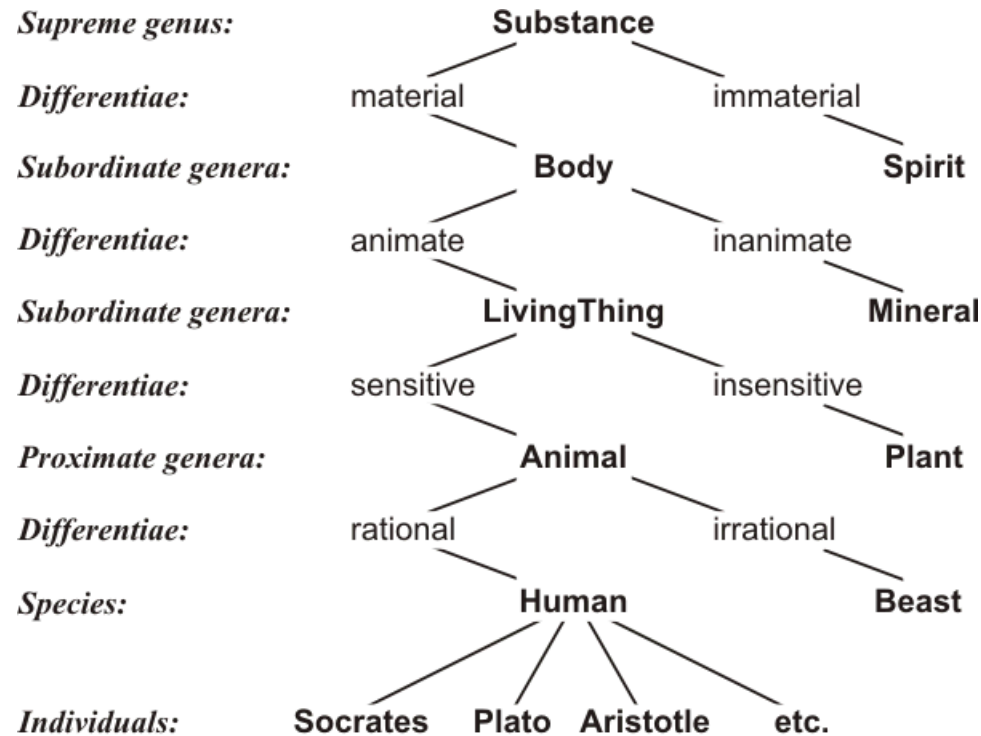 Supreme genus: Substance
Differentiae: material immaterial
Subordinate genera: Body Spirit
Differentiae: animate inanimate
Subordinate genera: LivingThing Mineral
Differentiae: sensitive insensitive
Proximate genera: Animal Plant
Differentiae: rational irrational
Species: Human Beast
Individuals: Socrates Plato Aristotle etc.